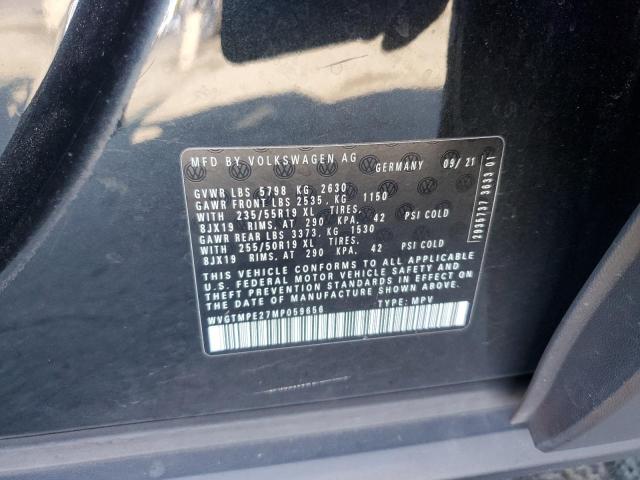 MFD BY VOLKSWAGEN AG GERMANY 09/ 21
GVWR LBS 5798 KG 2630
GAWR FRONT LBS 2535. KG 1150
WITH 235/55R19 XL TIRES.
8JX19 RIMS, AT 290 KPA. 42 PSI COLD
GAWR REAR LBS 3373. KG 1530
WITH 255/50R19 XL TIRES.
8JX19 RIMS, AT 290 KPA. 42 PSI COLD
THIS VEHICLE CONFORMS TO ALL APPLICABLE
U.S. FEDERAL MOTOR VEHICLE SAFETY AND
THEFT PREVENTION STANDARDS IN EFFECT ON
THE DATE OF MANUFACTURE SHOWN ABOVE.
WVGTMPE27MP059656 TYPE: MPV